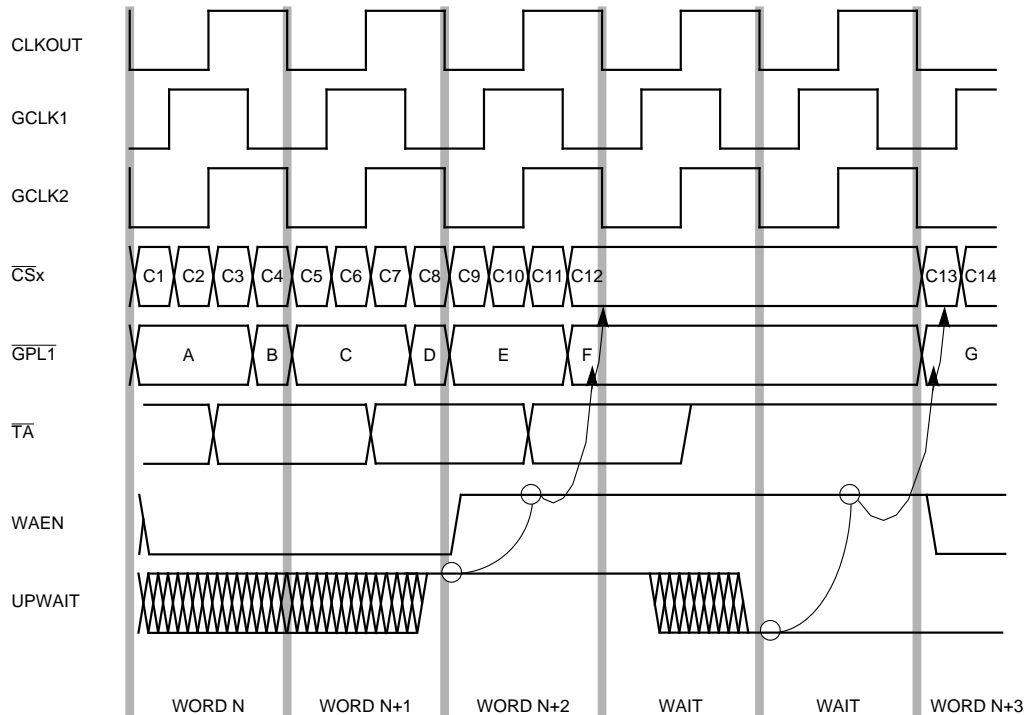 CLKOUT
GCLK1
GCLK2
CSx C1 C2 C3 C4 C5 C6 C7 C8 C9 C10 C11 C12 C13 C14
GPL1 A B C D E F G
TA
WAEN
UPWAIT
WORD N WORD N+1 WORD N+2 WAIT WAIT WORD N+3